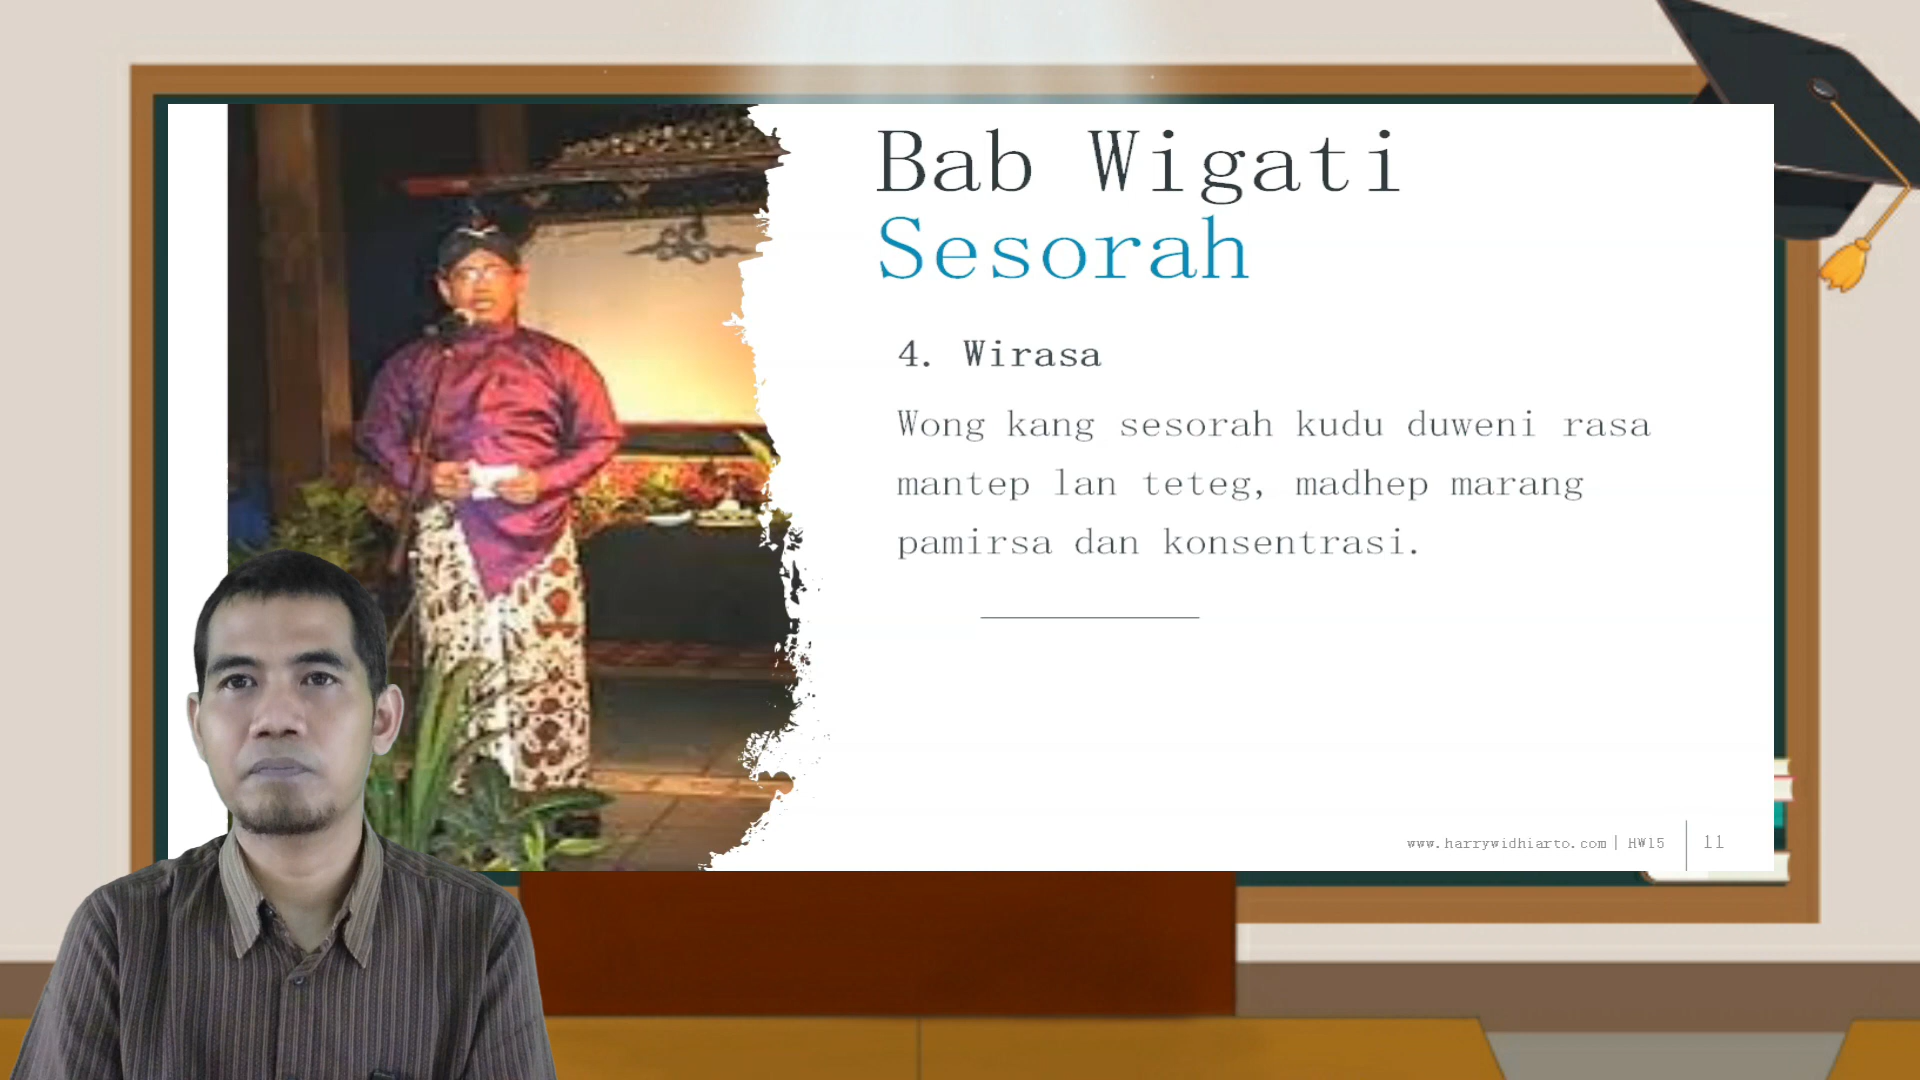 Bab Wigati
Sesorah
4. Wirasa
Wong kang sesorah kudu duweni rasa
mantep lan teteg, madhep marang
pamirsa dan konsentrasi.
www.harrywidhiarto.com | HW15
11